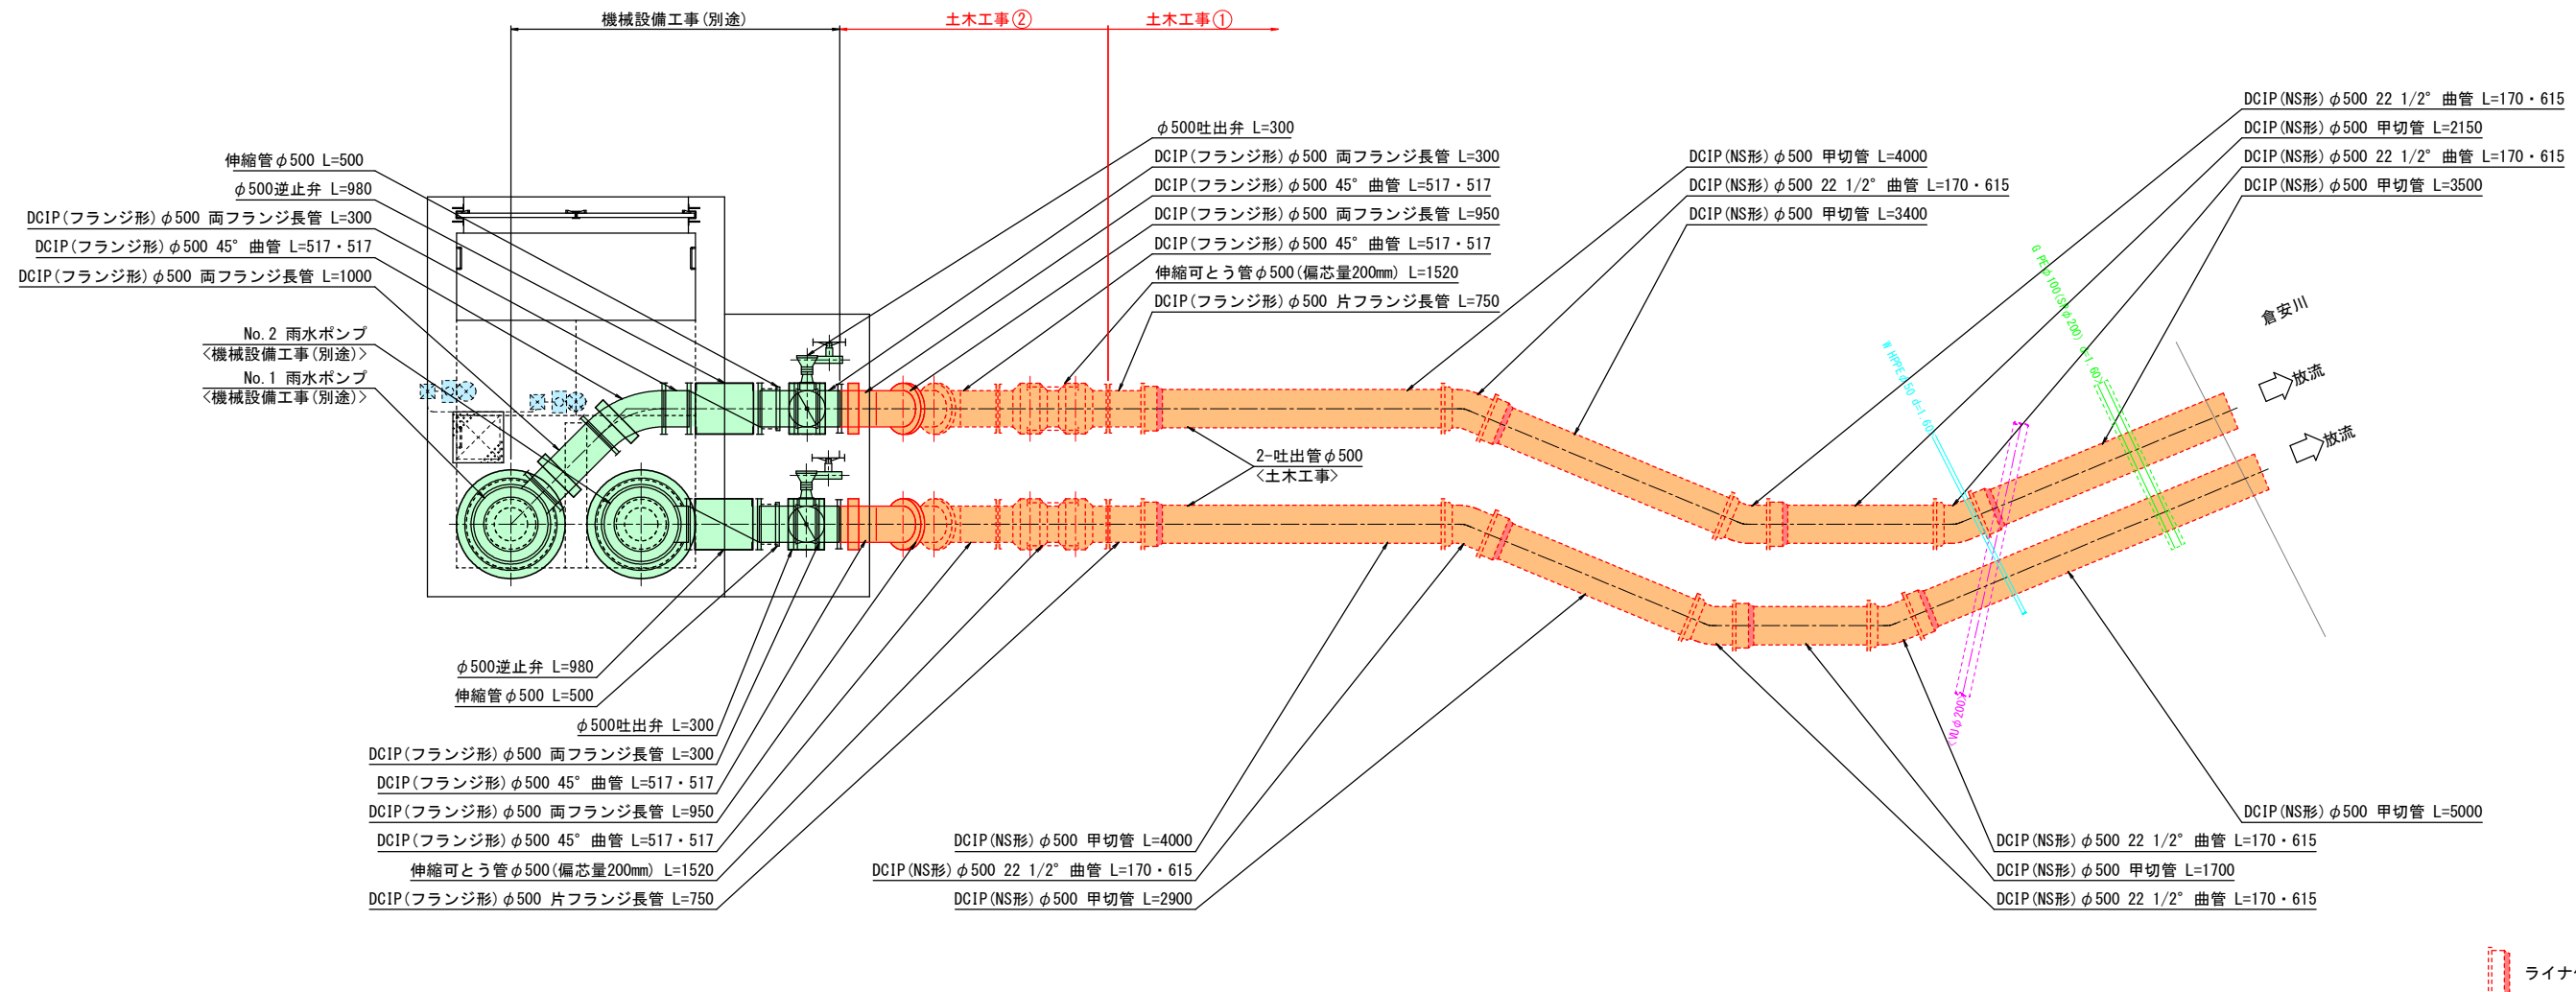 機械設備工事(別途)
土木工事②
土木工事①
伸縮管φ500 L=500
φ500逆止弁 L=980
DCIP(フランジ形)φ500 両フランジ長管 L=300
DCIP(フランジ形)φ500 45° 曲管 L=517・517
DCIP(フランジ形)φ500 両フランジ長管 L=1000
No.2 雨水ポンプ
<機械設備工事(別途)>
No.1 雨水ポンプ
<機械設備工事(別途)>
φ500吐出弁 L=300
DCIP(フランジ形)φ500 両フランジ長管 L=300
DCIP(フランジ形)φ500 45° 曲管 L=517・517
DCIP(フランジ形)φ500 両フランジ長管 L=950
DCIP(フランジ形)φ500 45° 曲管 L=517・517
伸縮可とう管φ500(偏芯量200mm) L=1520
DCIP(フランジ形)φ500 片フランジ長管 L=750
DCIP(NS形)φ500 甲切管 L=4000
DCIP(NS形)φ500 22 1/2° 曲管 L=170・615
DCIP(NS形)φ500 甲切管 L=3400
DCIP(NS形)φ500 22 1/2° 曲管 L=170・615
DCIP(NS形)φ500 甲切管 L=2150
DCIP(NS形)φ500 22 1/2° 曲管 L=170・615
DCIP(NS形)φ500 甲切管 L=3500
G PEφ100(SPφ200) d=1.60
W HPPEφ50 d=1.60
倉安川
放流
放流
2-吐出管φ500
<土木工事>
(VUφ200)
φ500逆止弁 L=980
伸縮管φ500 L=500
φ500吐出弁 L=300
DCIP(フランジ形)φ500 両フランジ長管 L=300
DCIP(フランジ形)φ500 45° 曲管 L=517・517
DCIP(フランジ形)φ500 両フランジ長管 L=950
DCIP(フランジ形)φ500 45° 曲管 L=517・517
伸縮可とう管φ500(偏芯量200mm) L=1520
DCIP(フランジ形)φ500 片フランジ長管 L=750
DCIP(NS形)φ500 甲切管 L=4000
DCIP(NS形)φ500 22 1/2° 曲管 L=170・615
DCIP(NS形)φ500 甲切管 L=2900
DCIP(NS形)φ500 甲切管 L=5000
DCIP(NS形)φ500 22 1/2° 曲管 L=170・615
DCIP(NS形)φ500 甲切管 L=1700
DCIP(NS形)φ500 22 1/2° 曲管 L=170・615
ライナ